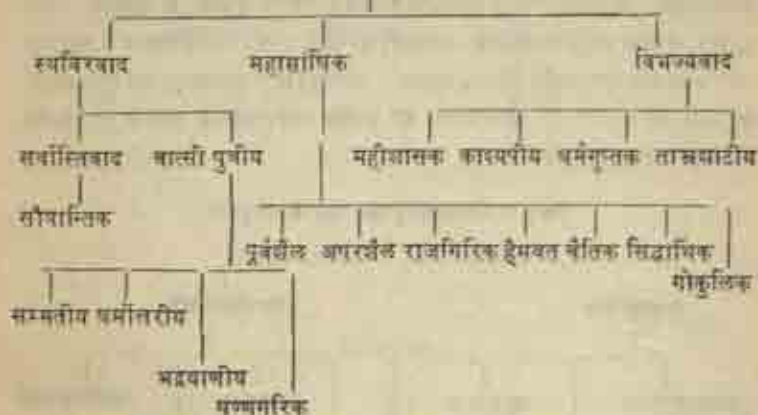 स्थविरवाद महासांघिक विभज्यवाद
सर्वास्तिवाद वात्सी पुत्रीय महीशासक काश्यपीय धर्मगुप्तक ताम्रशाटीय
सौत्रान्तिक
पूर्वशैल अपरशैल राजगिरिक हैमवत चैतिक सिद्धार्थिक
गोकुलिक
सम्मतीय धर्मोत्तरीय
भद्रयाणीय
षण्णगरिक